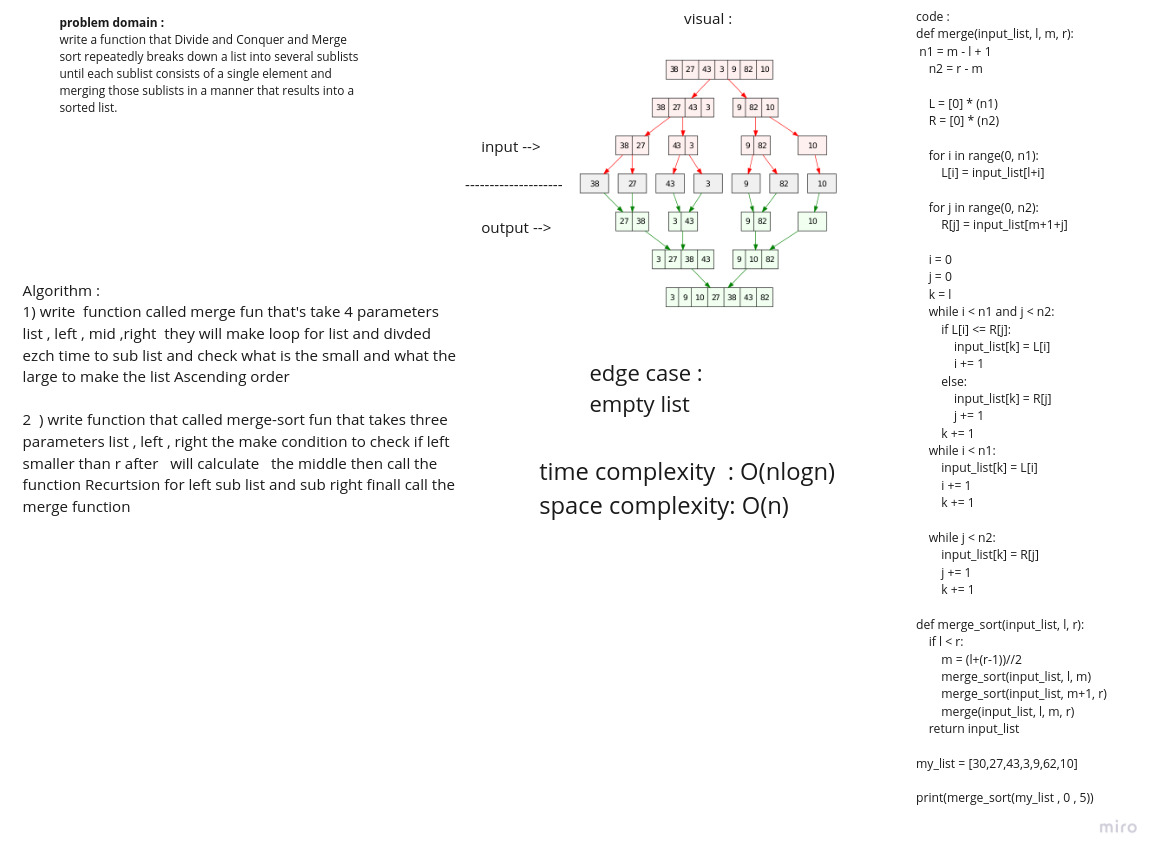 problem domain :
write a function that Divide and Conquer and Merge
sort repeatedly breaks down a list into several sublists
until each sublist consists of a single element and
merging those sublists in a manner that results into a
sorted list.
Algorithm :
1) write  function called merge fun that's take 4 parameters
list , left , mid ,right  they will make loop for list and divded
ezch time to sub list and check what is the small and what the
large to make the list Ascending order
2  ) write function that called merge-sort fun that takes three
parameters list , left , right the make condition to check if left
smaller than r after   will calculate   the middle then call the
function Recurtsion for left sub list and sub right finall call the
merge function
visual :
38 27 43 3 9 82 10
38 27 43 3 9 82 10
input -->
38 27 43 3 9 82 10
--------------------
38 27 43 3 9 82 10
output -->
27 38 3 43 9 82 10
3 27 38 43 9 10 82
3 9 10 27 38 43 82
edge case :
empty list
time complexity  : O(nlogn)
space complexity: O(n)
code :
def merge(input_list, l, m, r):
 n1 = m - l + 1
    n2 = r - m
    L = [0] * (n1)
    R = [0] * (n2)
    for i in range(0, n1):
        L[i] = input_list[l+i]
    for j in range(0, n2):
        R[j] = input_list[m+1+j]
    i = 0
    j = 0
    k = l
    while i < n1 and j < n2:
        if L[i] <= R[j]:
            input_list[k] = L[i]
            i += 1
        else:
            input_list[k] = R[j]
            j += 1
        k += 1
    while i < n1:
        input_list[k] = L[i]
        i += 1
        k += 1
    while j < n2:
        input_list[k] = R[j]
        j += 1
        k += 1
def merge_sort(input_list, l, r):
    if l < r:
        m = (l+(r-1))//2
        merge_sort(input_list, l, m)
        merge_sort(input_list, m+1, r)
        merge(input_list, l, m, r)
    return input_list
my_list = [30,27,43,3,9,62,10]
print(merge_sort(my_list , 0 , 5))
miro